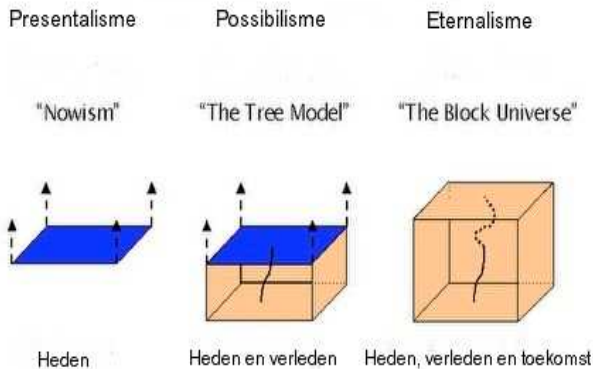 Presentalisme Possibilisme Eternalisme
"Nowism" "The Tree Model" "The Block Universe"
Heden Heden en verleden Heden, verleden en toekomst